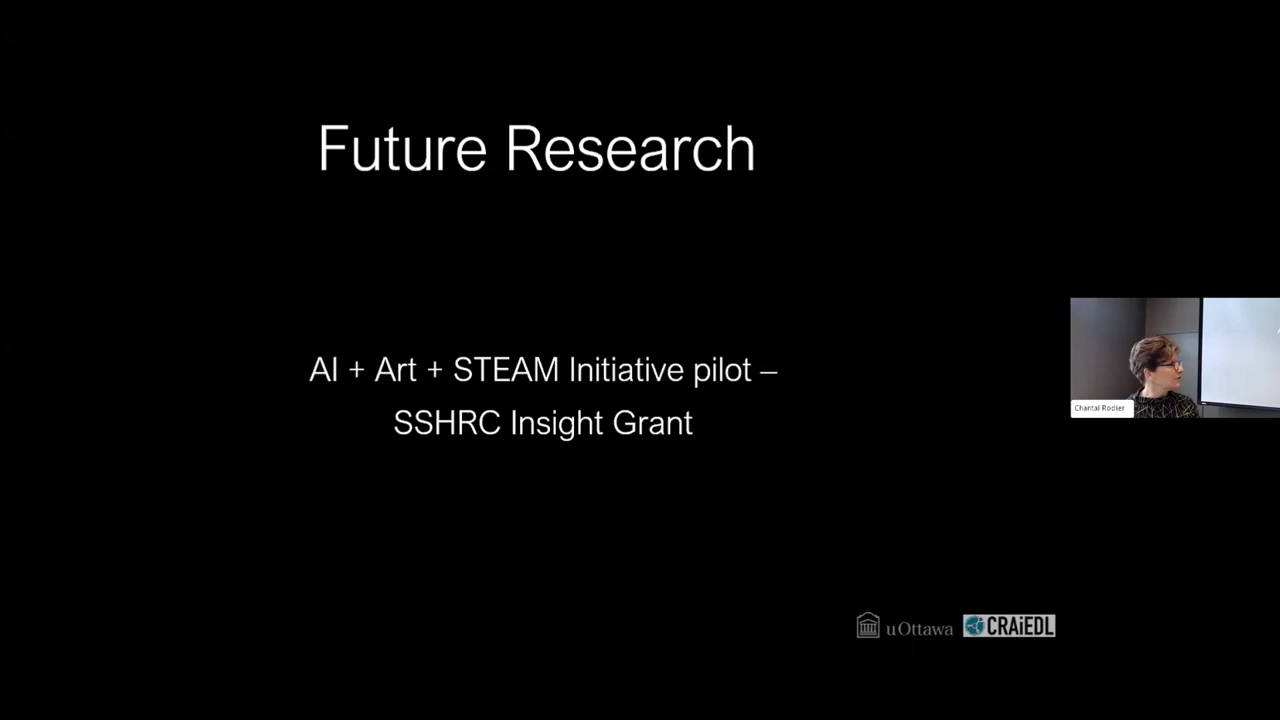 Future Research
AI + Art + STEAM Initiative pilot –
SSHRC Insight Grant
Chantal Rodier
uOttawa
CRAiEDL